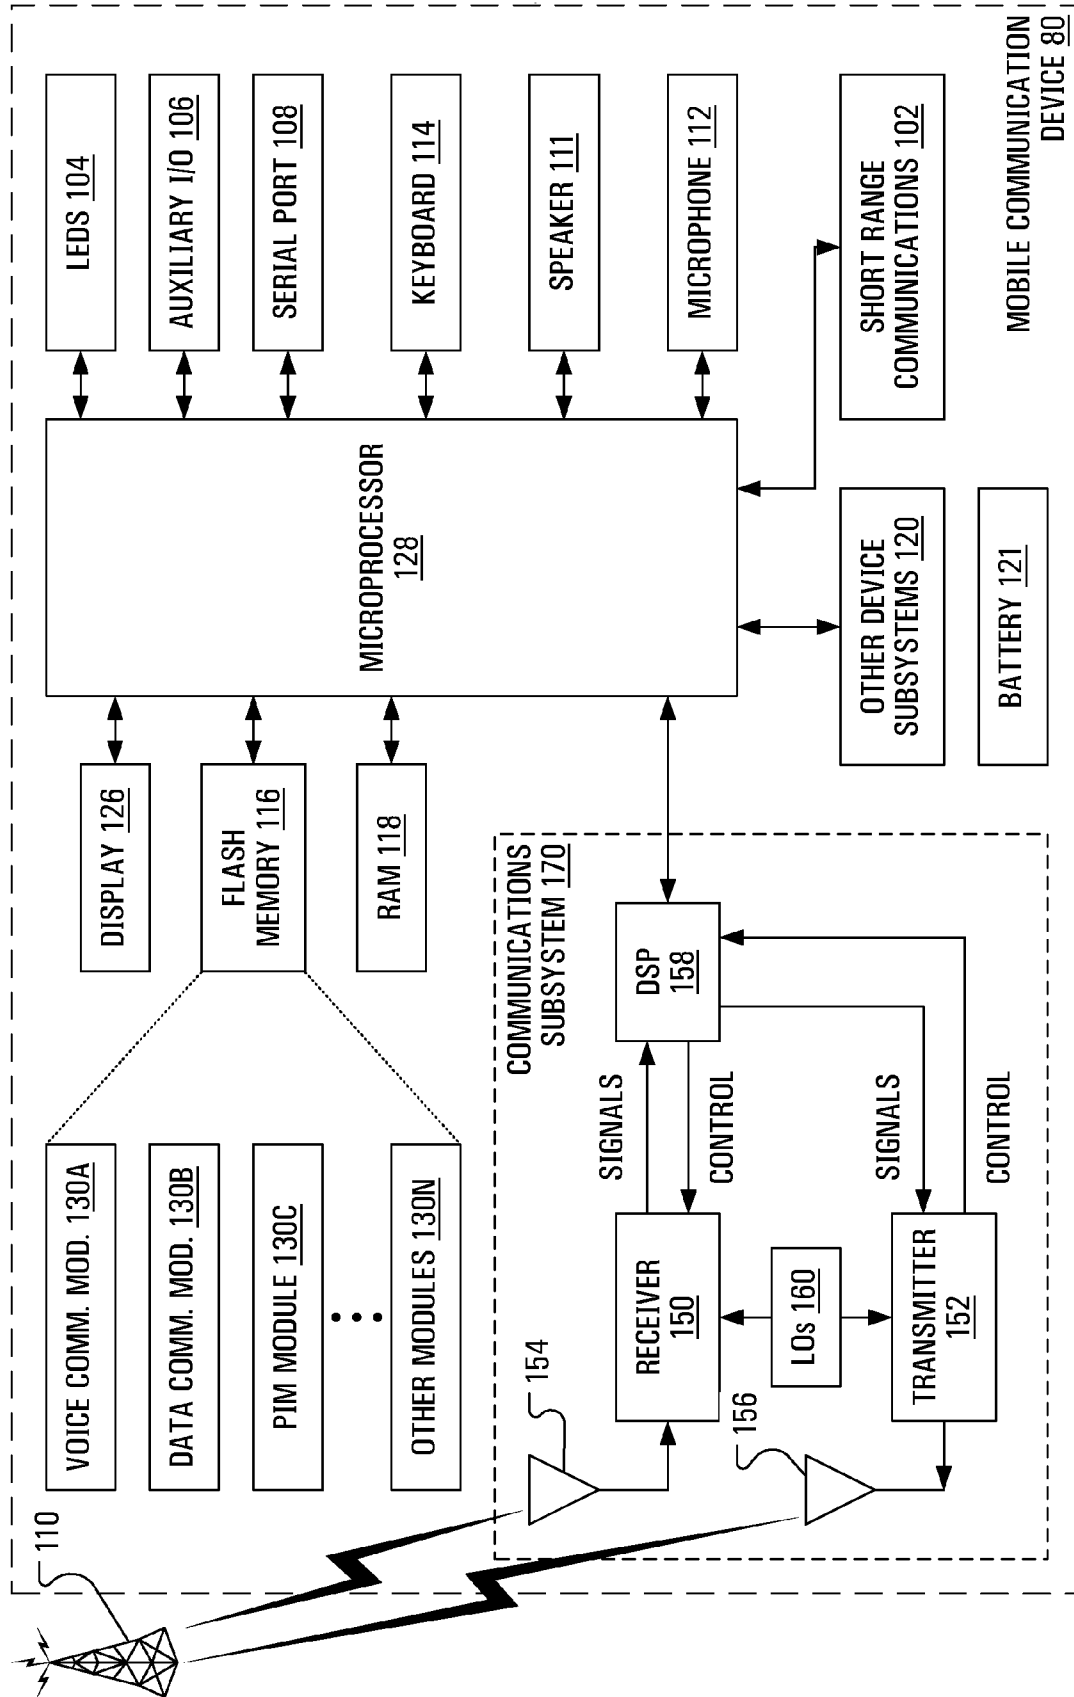 110
VOICE COMM. MOD. 130A
DATA COMM. MOD. 130B
PIM MODULE 130C
OTHER MODULES 130N
DISPLAY 126
FLASH
MEMORY 116
RAM 118
MICROPROCESSOR
128
LEDS 104
AUXILIARY I/O 106
SERIAL PORT 108
KEYBOARD 114
SPEAKER 111
MICROPHONE 112
COMMUNICATIONS
SUBSYSTEM 170
154
RECEIVER
150
SIGNALS
CONTROL
DSP
158
LOs 160
156
TRANSMITTER
152
SIGNALS
CONTROL
OTHER DEVICE
SUBSYSTEMS 120
BATTERY 121
SHORT RANGE
COMMUNICATIONS 102
MOBILE COMMUNICATION
DEVICE 80